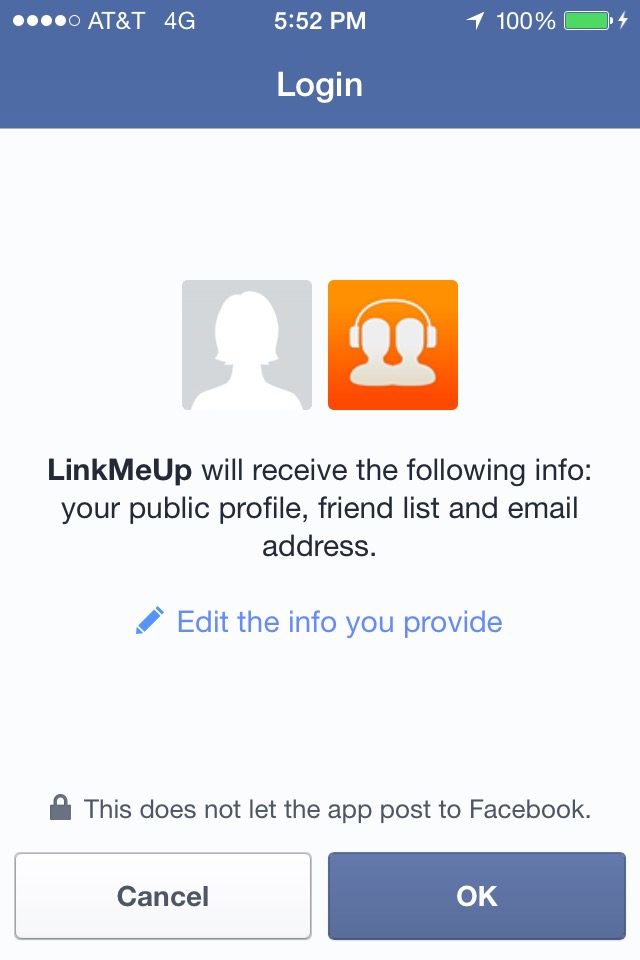 AT&T 4G 5:52 PM 100%
Login
LinkMeUp will receive the following info:
your public profile, friend list and email
address.
Edit the info you provide
This does not let the app post to Facebook.
Cancel OK